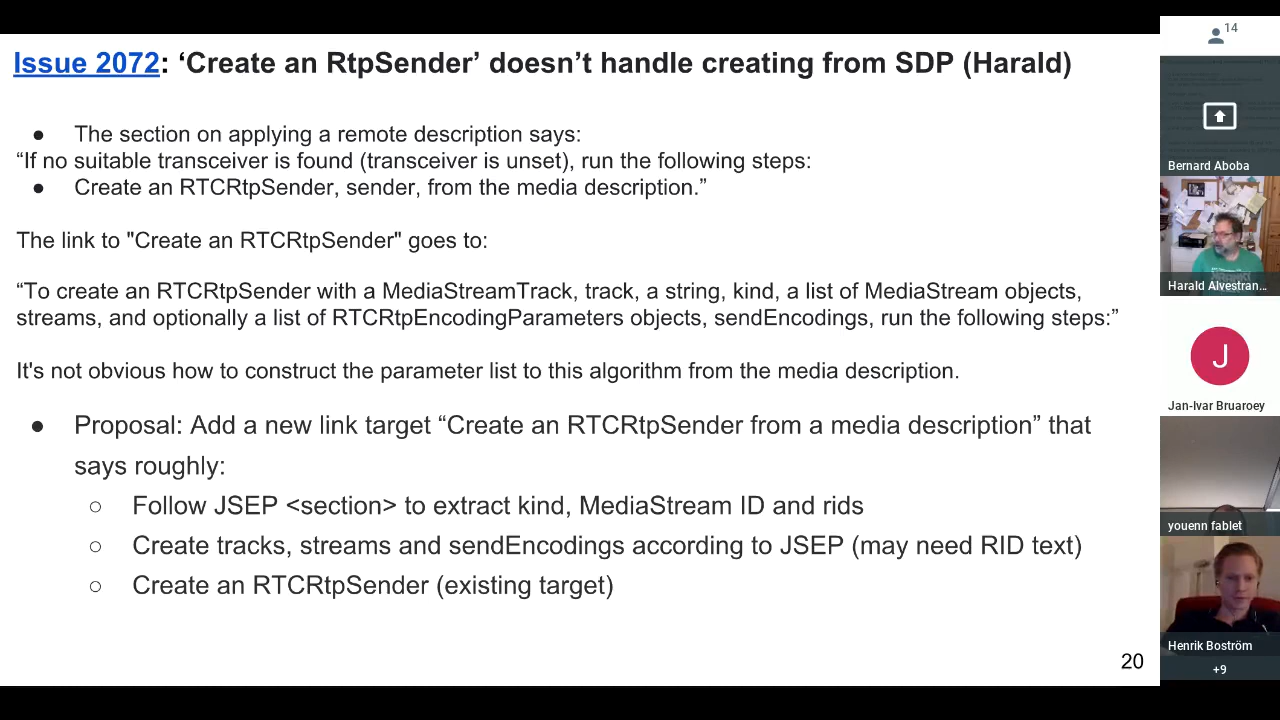 Issue 2072: ‘Create an RtpSender’ doesn’t handle creating from SDP (Harald)
● The section on applying a remote description says:
“If no suitable transceiver is found (transceiver is unset), run the following steps:
● Create an RTCRtpSender, sender, from the media description.”
The link to "Create an RTCRtpSender" goes to:
“To create an RTCRtpSender with a MediaStreamTrack, track, a string, kind, a list of MediaStream objects,
streams, and optionally a list of RTCRtpEncodingParameters objects, sendEncodings, run the following steps:”
It's not obvious how to construct the parameter list to this algorithm from the media description.
● Proposal: Add a new link target “Create an RTCRtpSender from a media description” that
says roughly:
○ Follow JSEP <section> to extract kind, MediaStream ID and rids
○ Create tracks, streams and sendEncodings according to JSEP (may need RID text)
○ Create an RTCRtpSender (existing target)
20
14
Bernard Aboba
Harald Alvestran...
J
Jan-Ivar Bruaroey
youenn fablet
Henrik Boström
+9